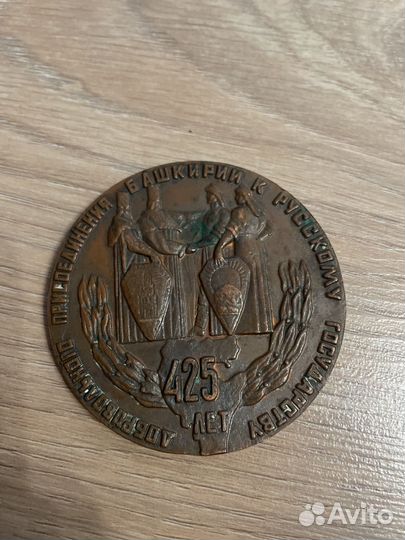 ДОБРОВОЛЬНОГО ПРИСОЕДИНЕНИЯ БАШКИРИИ К РУССКОМУ ГОСУДАРСТВУ
425
ЛЕТ
Avito